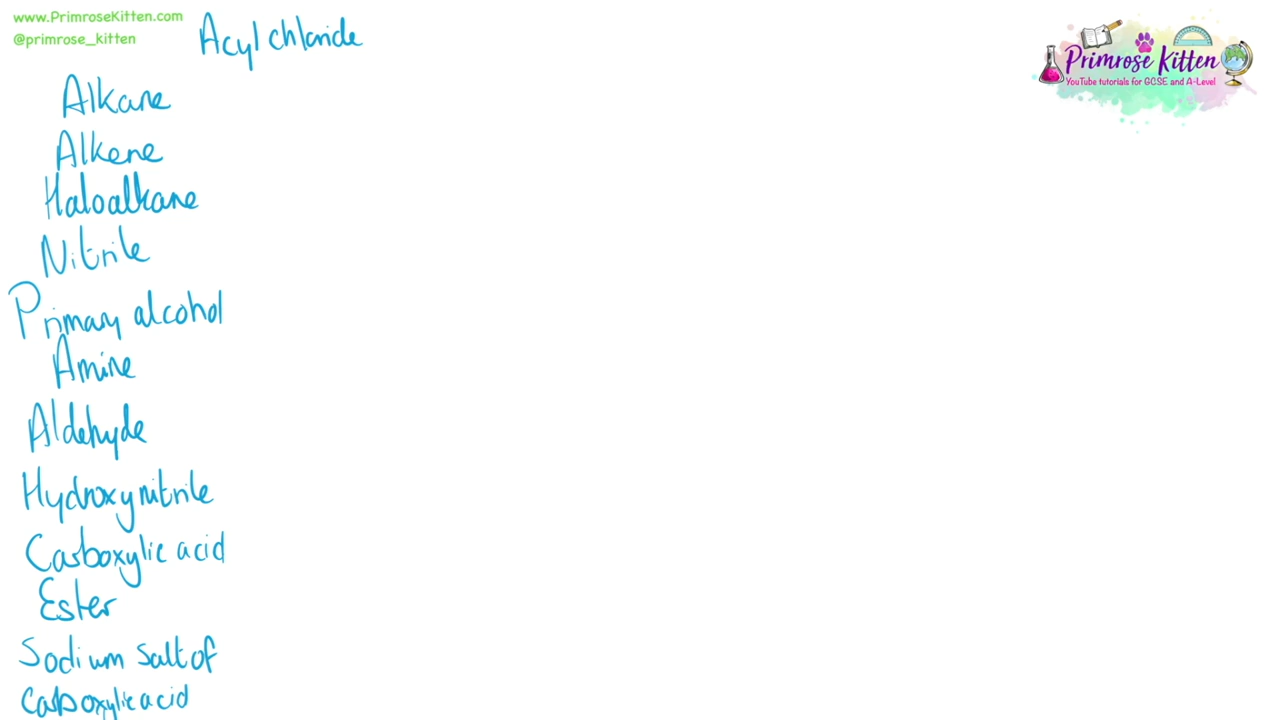 www.PrimroseKitten.com
@primrose_kitten
Acyl chloride
Primrose Kitten
YouTube tutorials for GCSE and A-Level
Alkane
Alkene
Haloalkane
Nitrile
Primary alcohol
Amine
Aldehyde
Hydroxynitrile
Carboxylic acid
Ester
Sodium salt of
Carboxylic acid